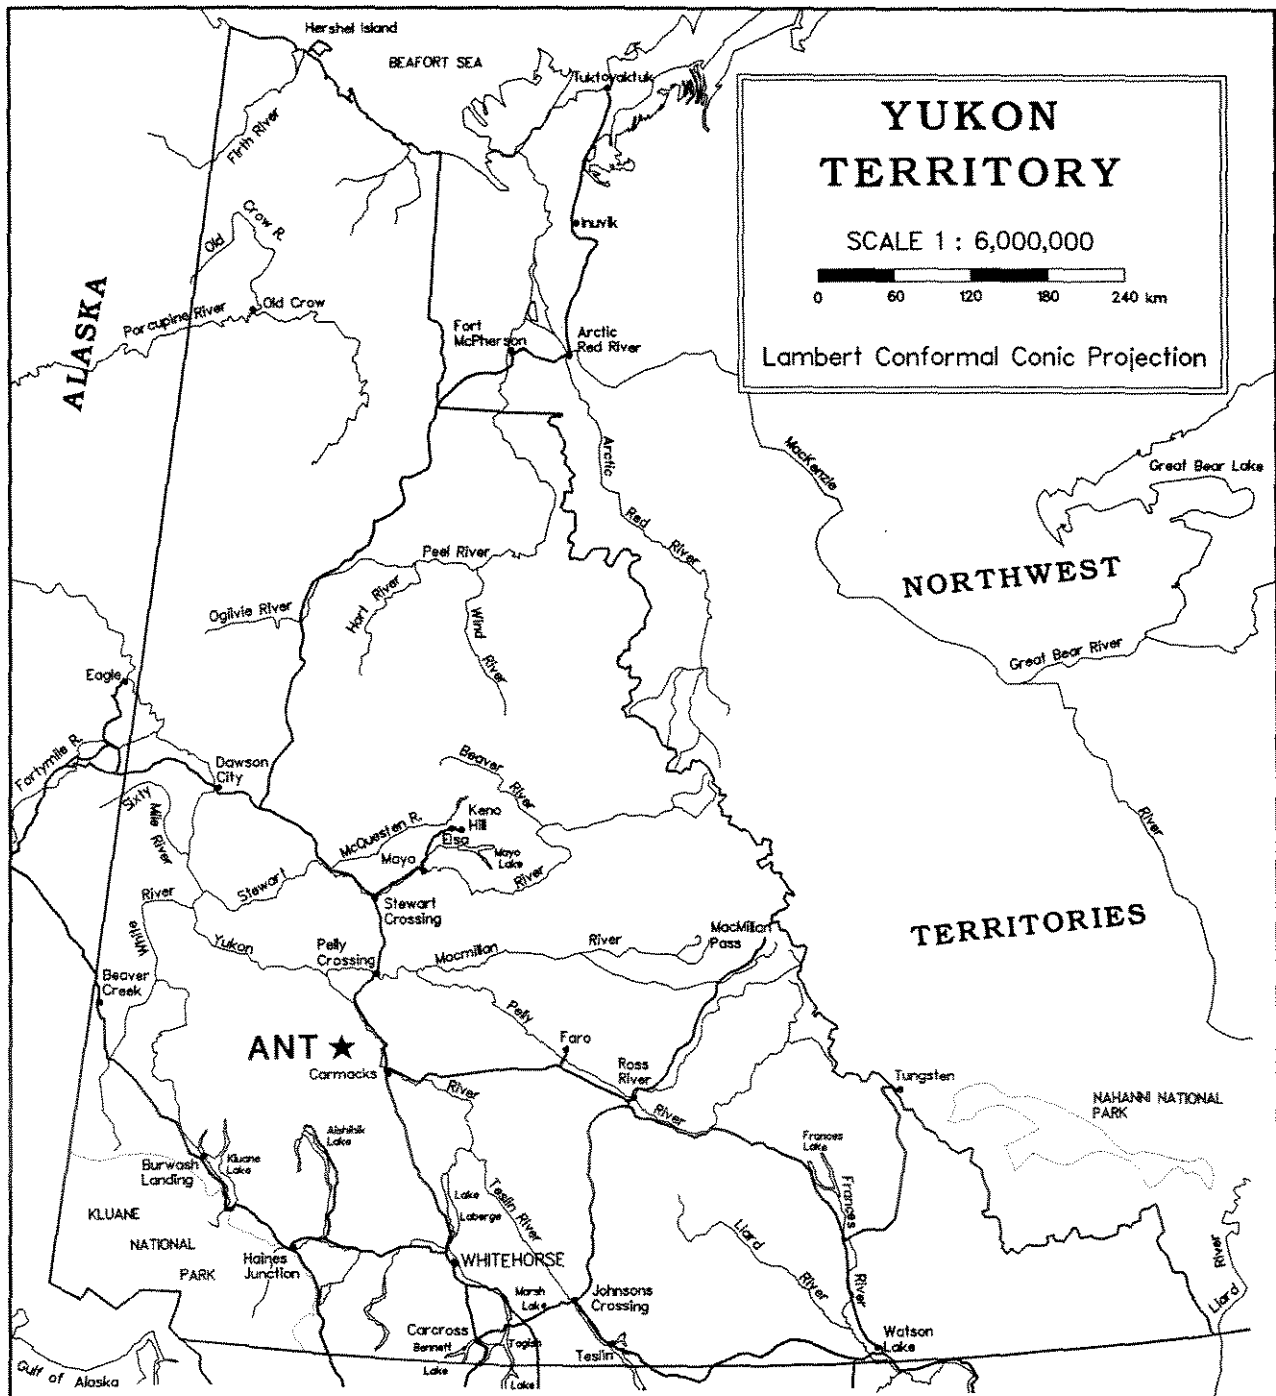 Hershel Island
BEAFORT SEA
Tuktoyaktuk
YUKON
TERRITORY
SCALE 1 : 6,000,000
0 60 120 180 240 km
Lambert Conformal Conic Projection
Firth River
Old Crow R.
Inuvik
ALASKA
Porcupine River
Old Crow
Fort
McPherson
Arctic
Red River
MacKenzie
Great Bear Lake
Arctic
Red
River
NORTHWEST
Peel River
Hart River
Wind
River
Ogilvie River
Great Bear River
Eagle
Fortymile R.
Dawson
City
Sixty
Mile River
Beaver
River
McQuesten R.
Keno
Hill
Elsa
Mayo
Mayo
Lake
River
River
Stewart
River
Stewart
Crossing
White
Yukon
Pelly
Crossing
Macmillan
River
MacMillan
Pass
TERRITORIES
Beaver
Creek
Pelly
ANT
Faro
Carmacks
Ross
River
River
River
Tungsten
NAHANNI NATIONAL
PARK
Aishihik
Lake
Burwash
Landing
Kluane
Lake
Frances
Lake
Frances
River
Lake
Laberge
Teslin River
Liard
River
KLUANE
NATIONAL
PARK
Haines
Junction
WHITEHORSE
Marsh
Lake
Johnsons
Crossing
River
Liard
Carcross
Bennett
Lake
Tagish
Lake
Teslin
Watson
Lake
Gulf of Alaska